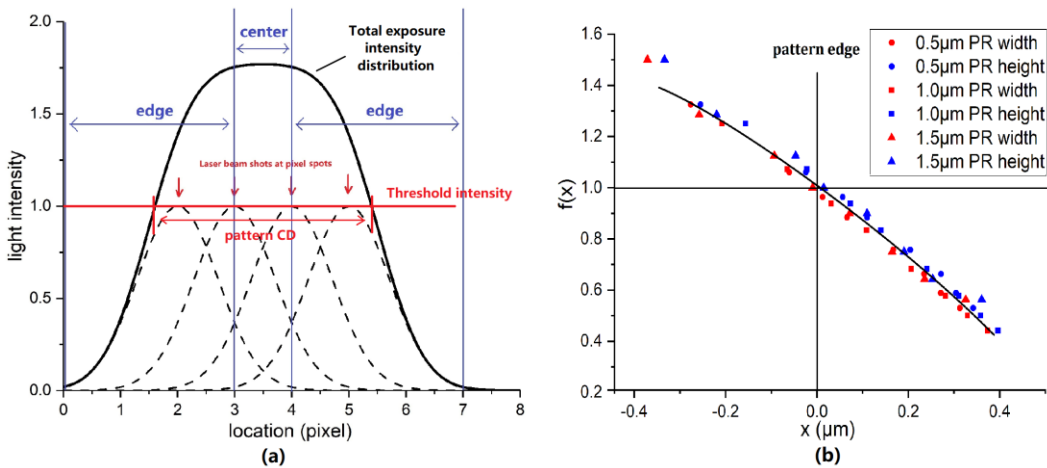 2.0
1.5
1.0
0.5
0.0
light intensity
center
Total exposure
intensity
distribution
edge
edge
Laser beam shots at pixel spots
Threshold intensity
pattern CD
0 1 2 3 4 5 6 7 8
location (pixel)
(a)
1.6
1.4
1.2
1.0
0.8
0.6
0.4
0.2
f(x)
pattern edge
0.5μm PR width
0.5μm PR height
1.0μm PR width
1.0μm PR height
1.5μm PR width
1.5μm PR height
-0.4 -0.2 0.0 0.2 0.4
x (μm)
(b)